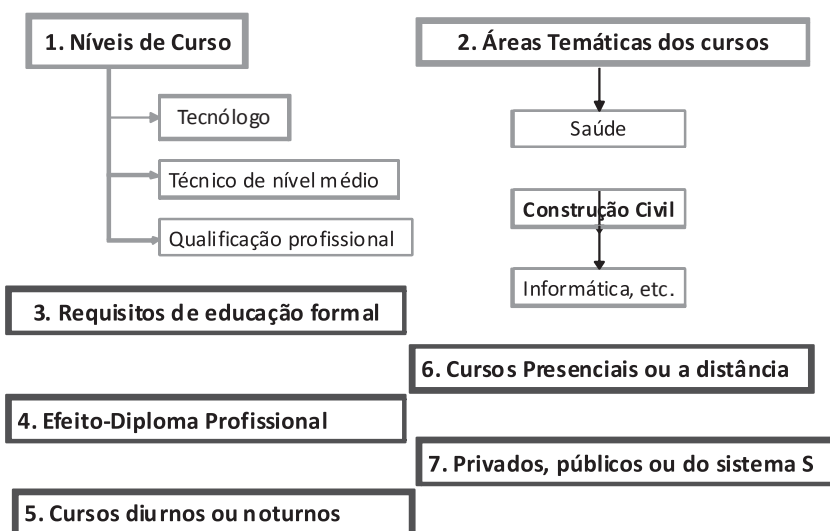 1. Níveis de Curso
Tecnólogo
Técnico de nível médio
Qualificação profissional
2. Áreas Temáticas dos cursos
Saúde
Construção Civil
Informática, etc.
3. Requisitos de educação formal
4. Efeito-Diploma Profissional
5. Cursos diurnos ou noturnos
6. Cursos Presenciais ou a distância
7. Privados, públicos ou do sistema S